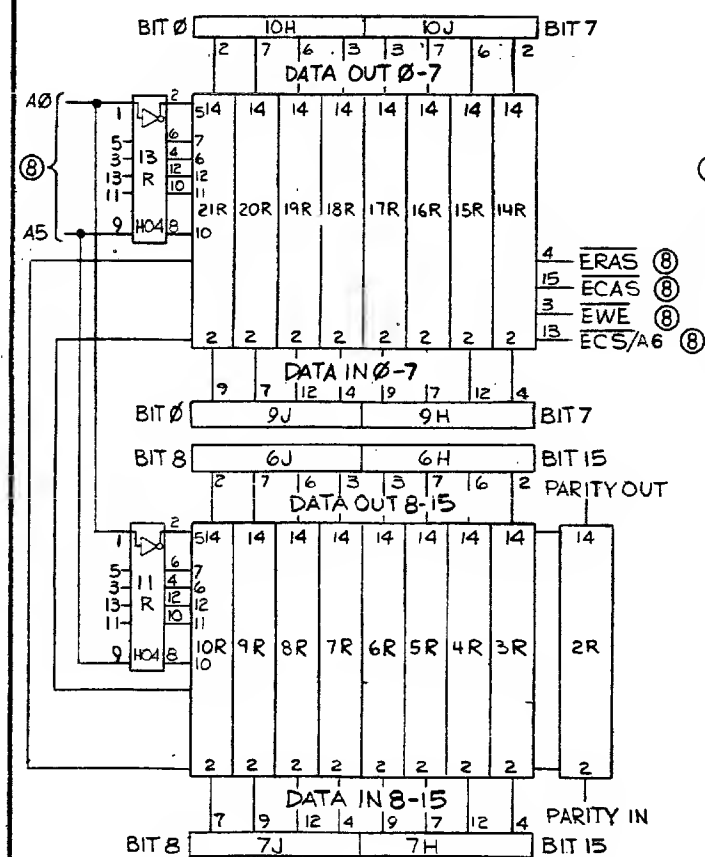 BIT Ø 10H 10J BIT 7
2 7 6 3 3 7 6 2
DATA OUT Ø-7
AØ 1 2 5 14 14 14 14 14 14 14 14
5 6 7
3 13 4 6
⑧ 13 R 12 12
11 10 11
21R 20R 19R 18R 17R 16R 15R 14R
A5 9 H04 8 10
4 ERAS ⑧
15 ECAS ⑧
3 EWE ⑧
13 ECS/A6 ⑧
2 2 2 2 2 2 2 2
DATA IN Ø-7
9 7 12 4 9 7 12 4
BIT Ø 9J 9H BIT 7
BIT 8 6J 6H BIT 15
2 7 6 3 3 7 6 2 PARITY OUT
DATA OUT 8-15
1 2 5 14 14 14 14 14 14 14 14 14
5 6 7
3 11 4 6
13 R 12 12
11 10 11
9 H04 8 10
10R 9R 8R 7R 6R 5R 4R 3R 2R
2 2 2 2 2 2 2 2 2
DATA IN 8-15
7 9 12 4 9 7 12 4 PARITY IN
BIT 8 7J 7H BIT 15